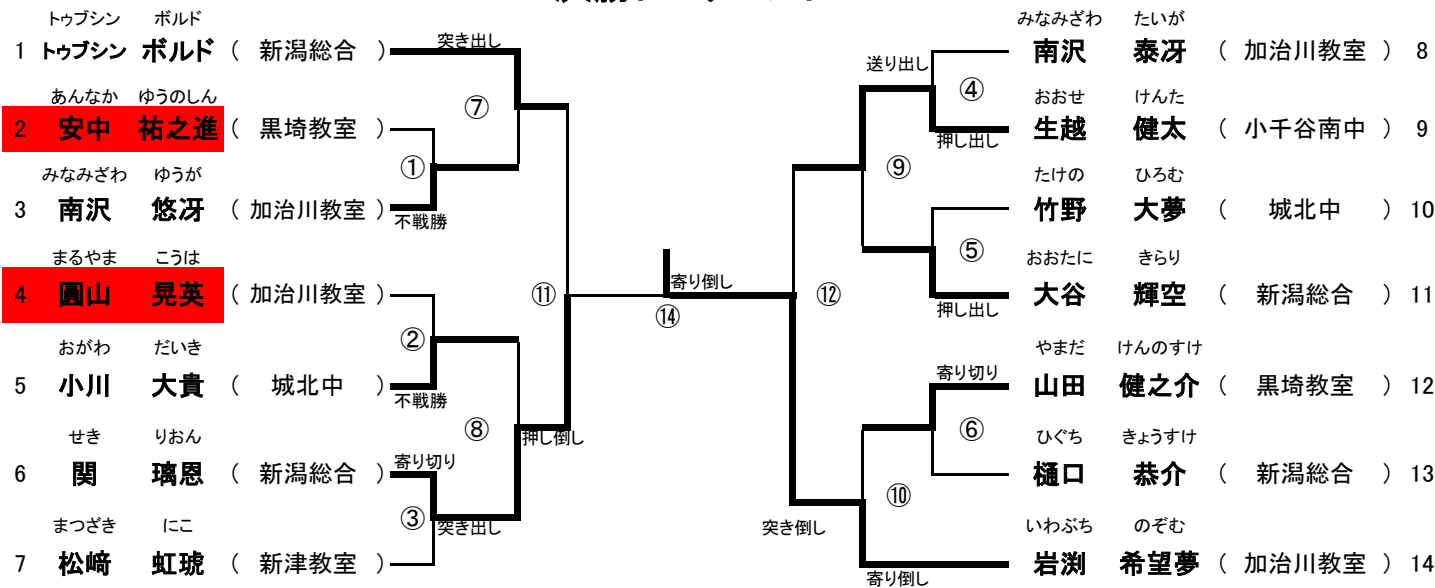 トゥブシン ボルド
1 トゥブシン ボルド ( 新潟総合 )
突き出し
あんなか ゆうのしん
2 安中 祐之進 ( 黒埼教室 )
⑦
①
みなみざわ ゆうが
3 南沢 悠冴 ( 加治川教室 )
不戦勝
まるやま こうは
4 圓山 晃英 ( 加治川教室 )
⑪
②
おがわ だいき
5 小川 大貴 ( 城北中 )
不戦勝
⑧
押し倒し
せき りおん
6 関 璃恩 ( 新潟総合 )
寄り切り
③
突き出し
まつざき にこ
7 松﨑 虹琥 ( 新津教室 )
寄り倒し
⑭
みなみざわ たいが
南沢 泰冴 ( 加治川教室 ) 8
送り出し
④
おおせ けんた
生越 健太 ( 小千谷南中 ) 9
押し出し
⑨
たけの ひろむ
竹野 大夢 ( 城北中 ) 10
⑤
おおたに きらり
大谷 輝空 ( 新潟総合 ) 11
押し出し
⑫
やまだ けんのすけ
山田 健之介 ( 黒埼教室 ) 12
寄り切り
⑥
ひぐち きょうすけ
樋口 恭介 ( 新潟総合 ) 13
⑩
突き倒し
いわぶち のぞむ
岩渕 希望夢 ( 加治川教室 ) 14
寄り倒し